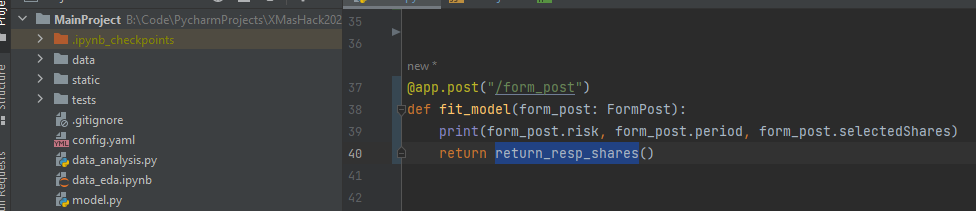 MainProject B:\Code\PycharmProjects\XMasHack202
.ipynb_checkpoints
data
static
tests
.gitignore
config.yaml
data_analysis.py
data_eda.ipynb
model.py
structure
35
36
new *
37 @app.post("/form_post")
38 def fit_model(form_post: FormPost):
39 print(form_post.risk, form_post.period, form_post.selectedShares)
40 return return_resp_shares()
41
42